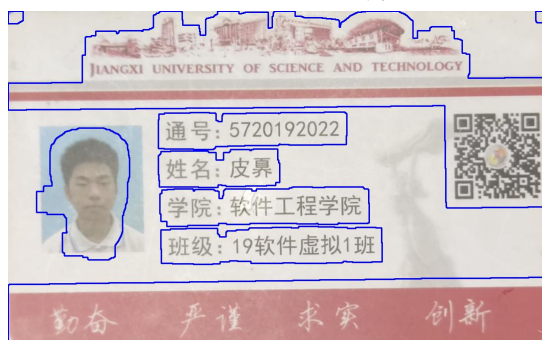 JIANGXI UNIVERSITY OF SCIENCE AND TECHNOLOGY
通号：5720192022
姓名：皮
学院：软件工程学院
班级：19软件虚拟1班
勤奋 严谨 求实 创新